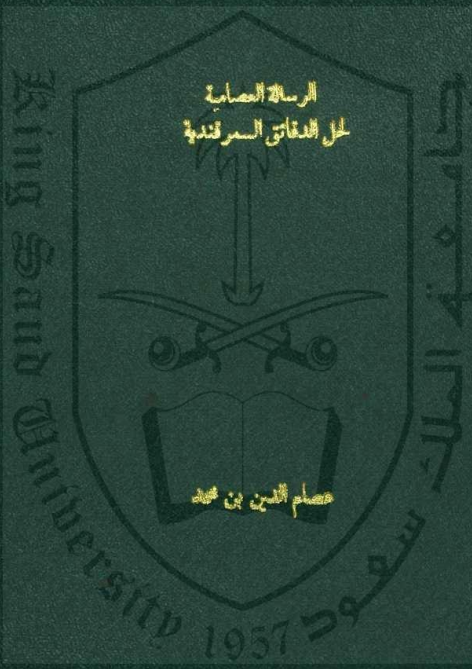 الرسالة العصامية
لحل الدقائق السمرقندية
عصام الدين بن محمد
King Saud University 1957
جامعة الملك سعود